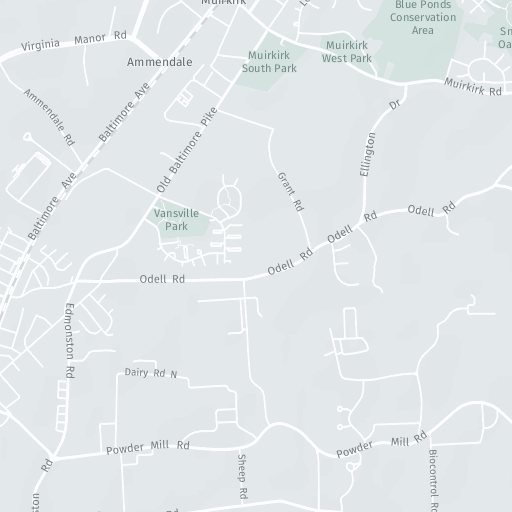 Muirkirk
Blue Ponds
Conservation
Area
Virginia Manor Rd
Muirkirk
West Park
Muirkirk
South Park
Ammendale
Muirkirk Rd
Ammendale Rd
Baltimore Ave
Old Baltimore Pike
Dr
Ellington
Grant Rd
Baltimore Ave
Vansville
Park
Odell Rd
Odell Rd
Odell Rd
Odell Rd
Edmonston Rd
Dairy Rd N
Powder Mill Rd
Powder Mill Rd
Sheep Rd
Biocontrol Rd
Rd
Rd